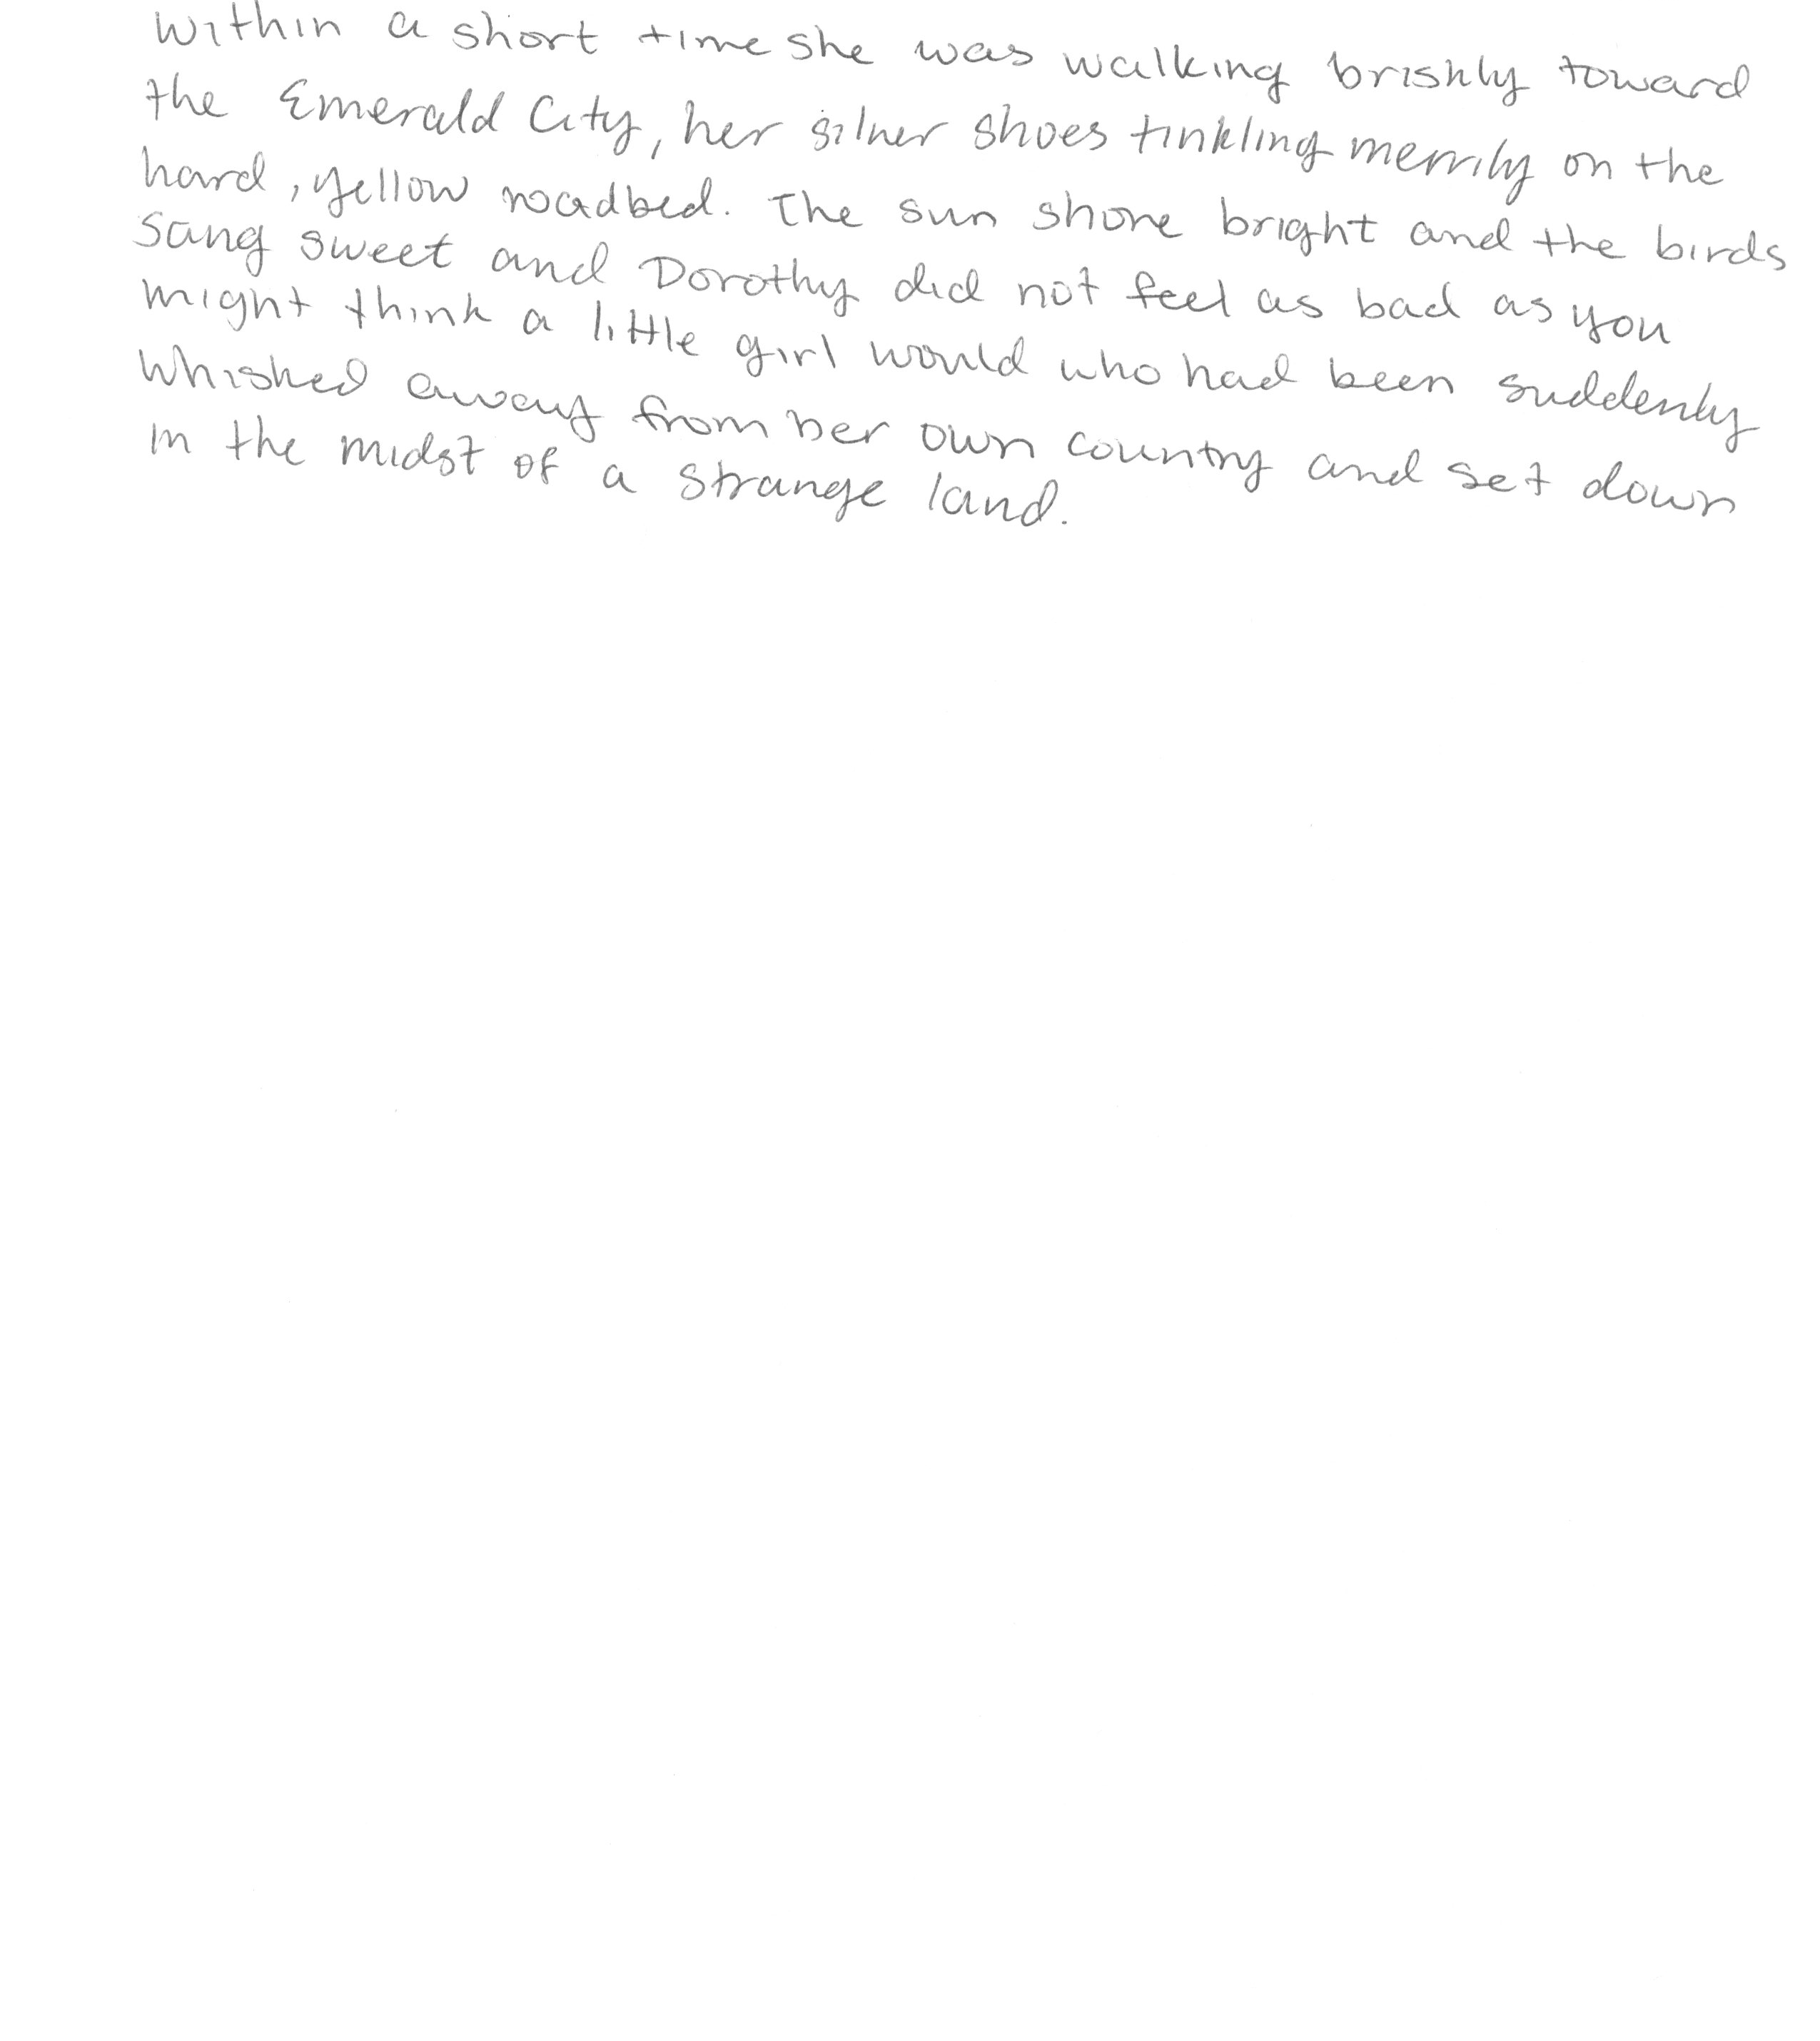 Within a short time she was walking briskly toward
the Emerald City, her silver shoes tinkling merrily on the
hard, yellow roadbed. The sun shone bright and the birds
sang sweet and Dorothy did not feel as bad as you
might think a little girl would who had been suddenly
whisked away from her own country and set down
in the midst of a strange land.